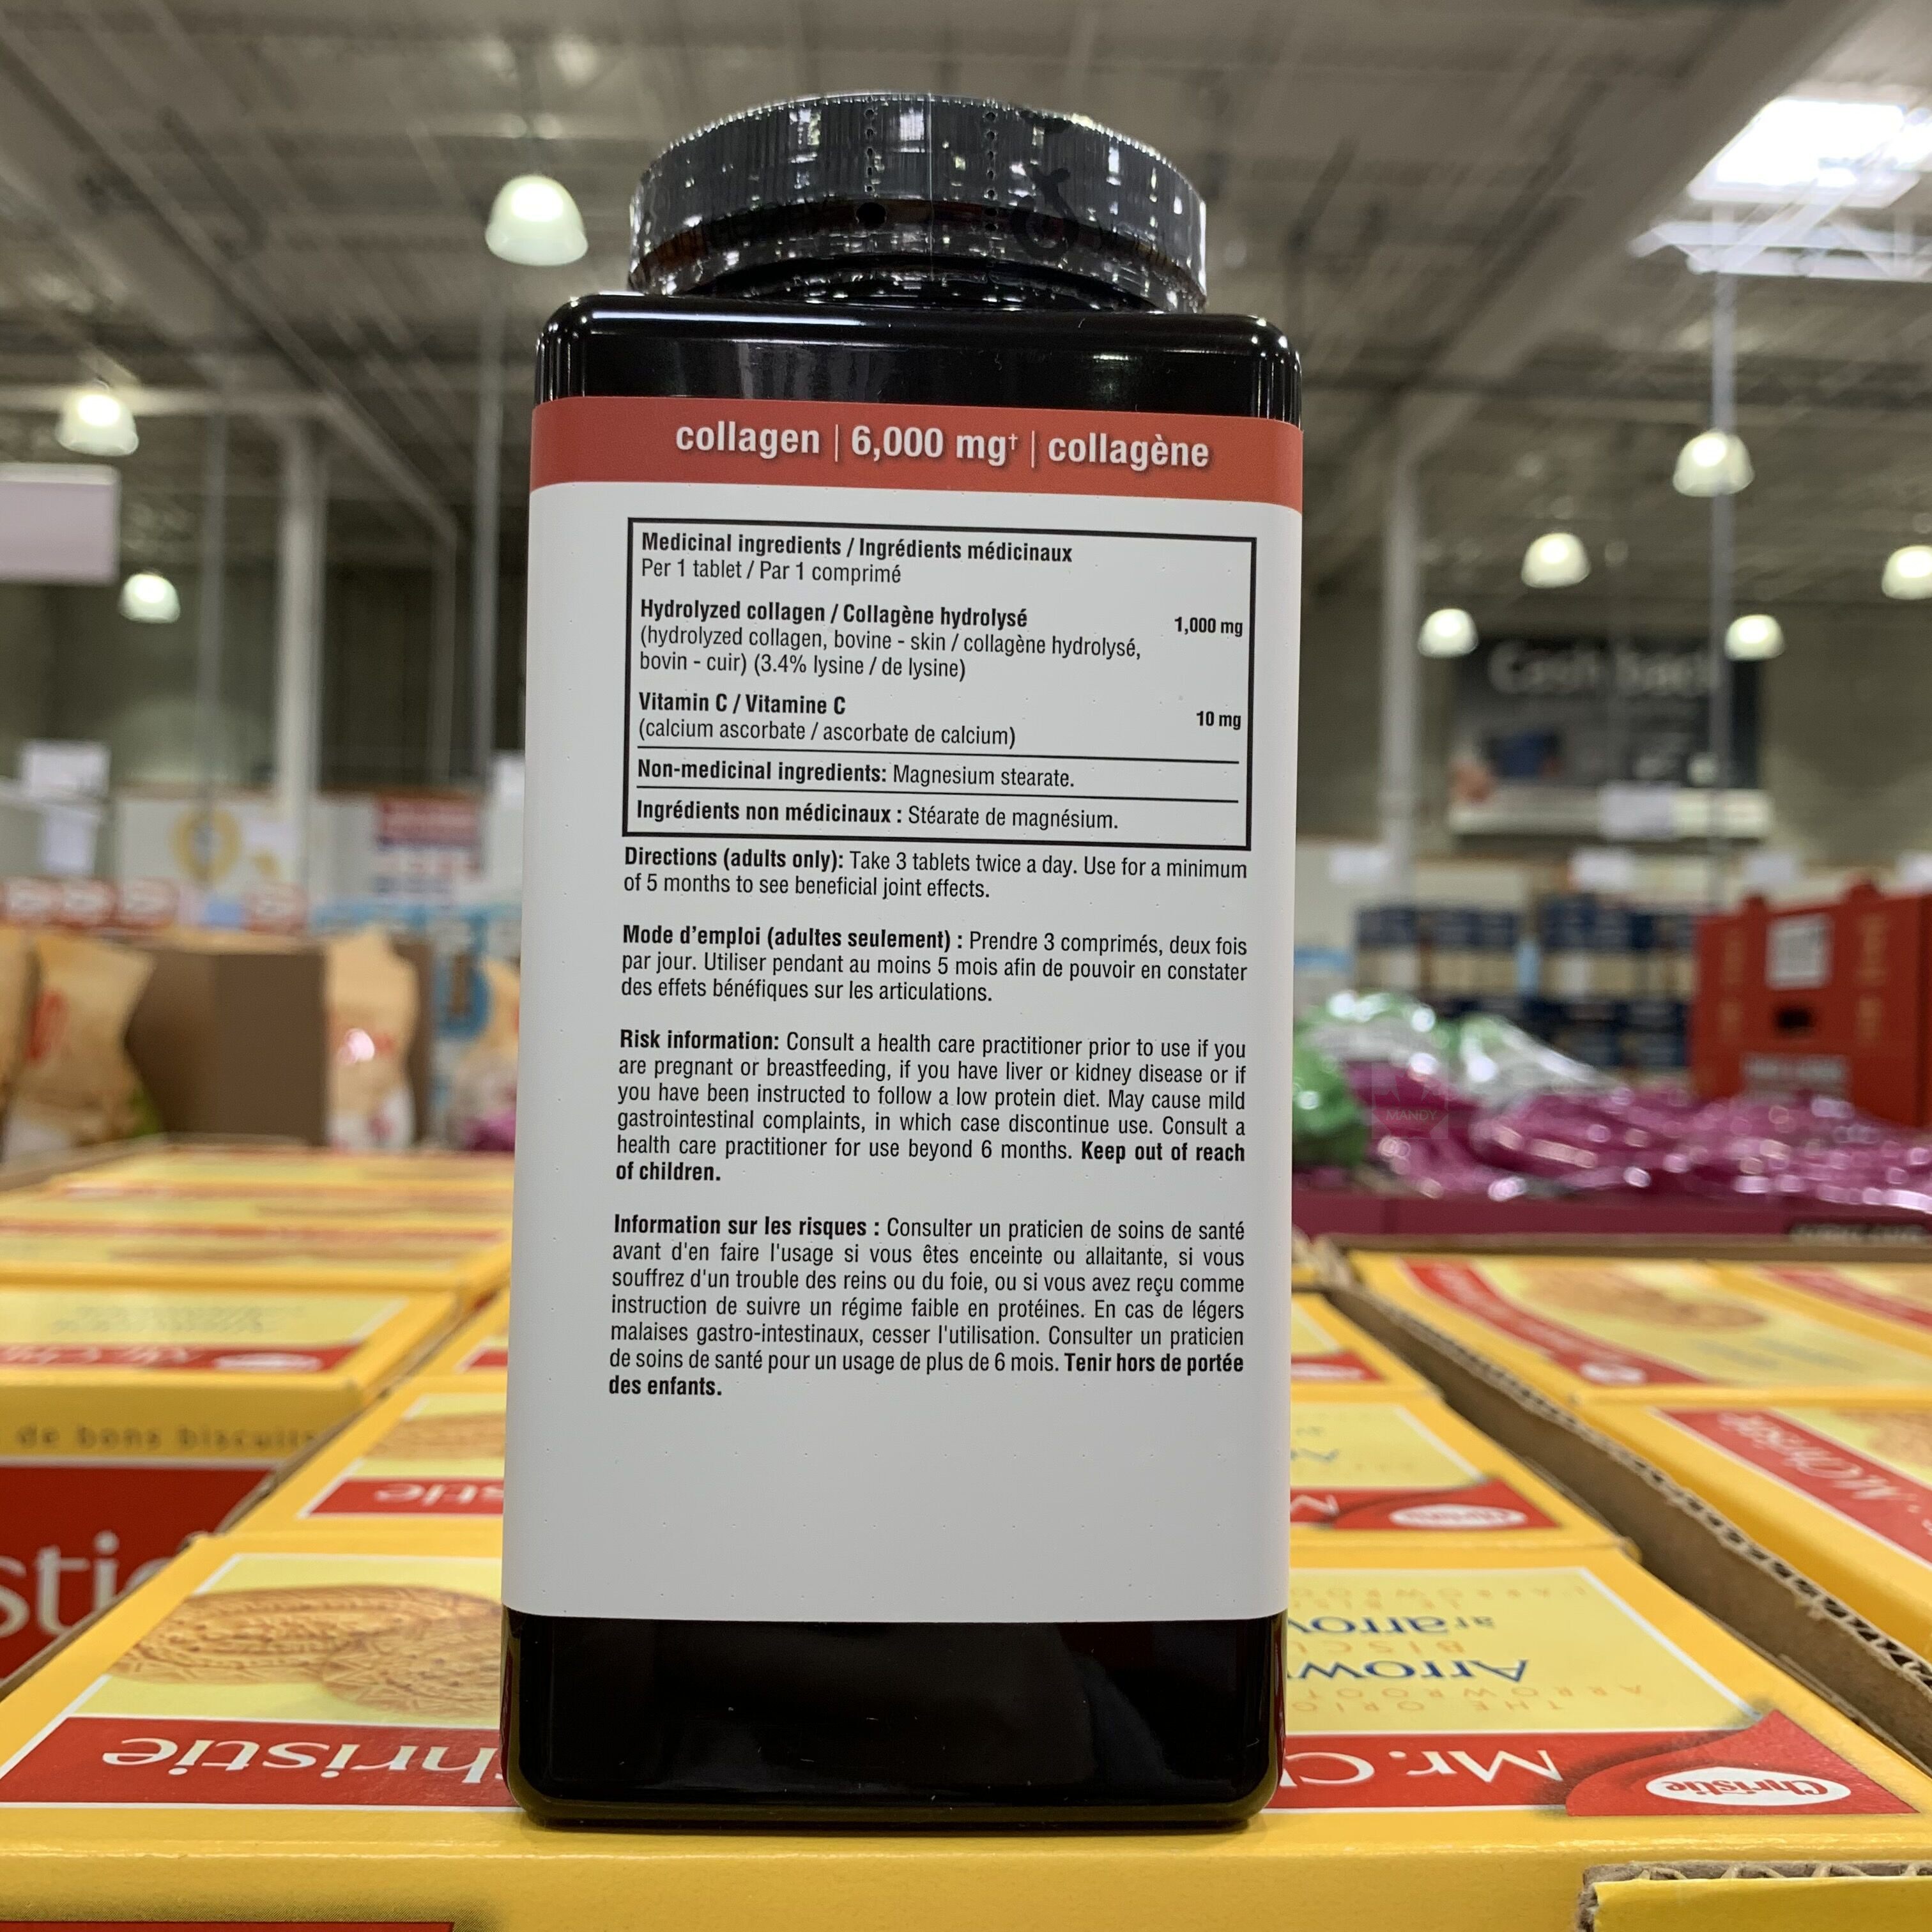 collagen | 6,000 mg† | collagène
Medicinal ingredients / Ingrédients médicinaux
Per 1 tablet / Par 1 comprimé
Hydrolyzed collagen / Collagène hydrolysé 1,000 mg
(hydrolyzed collagen, bovine - skin / collagène hydrolysé,
bovin - cuir) (3.4% lysine / de lysine)
Vitamin C / Vitamine C 10 mg
(calcium ascorbate / ascorbate de calcium)
Non-medicinal ingredients: Magnesium stearate.
Ingrédients non médicinaux : Stéarate de magnésium.
Directions (adults only): Take 3 tablets twice a day. Use for a minimum
of 5 months to see beneficial joint effects.
Mode d'emploi (adultes seulement) : Prendre 3 comprimés, deux fois
par jour. Utiliser pendant au moins 5 mois afin de pouvoir en constater
des effets bénéfiques sur les articulations.
Risk information: Consult a health care practitioner prior to use if you
are pregnant or breastfeeding, if you have liver or kidney disease or if
you have been instructed to follow a low protein diet. May cause mild
gastrointestinal complaints, in which case discontinue use. Consult a
health care practitioner for use beyond 6 months. Keep out of reach
of children.
Information sur les risques : Consulter un praticien de soins de santé
avant d'en faire l'usage si vous êtes enceinte ou allaitante, si vous
souffrez d'un trouble des reins ou du foie, ou si vous avez reçu comme
instruction de suivre un régime faible en protéines. En cas de légers
malaises gastro-intestinaux, cesser l'utilisation. Consulter un praticien
de soins de santé pour un usage de plus de 6 mois. Tenir hors de portée
des enfants.
Cash back
MANDY
de bons biscuits
stie
hristie
Mr. C
Christie